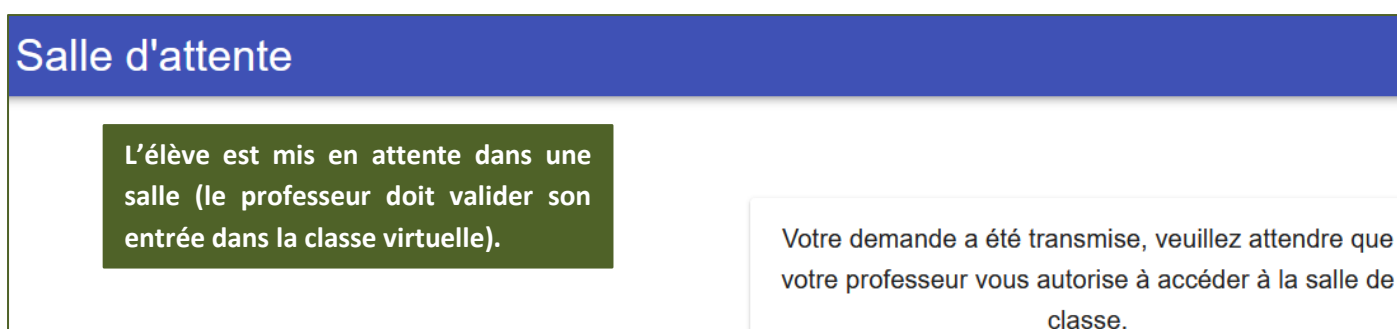 Salle d'attente
L’élève est mis en attente dans une
salle (le professeur doit valider son
entrée dans la classe virtuelle).
Votre demande a été transmise, veuillez attendre que
votre professeur vous autorise à accéder à la salle de
classe.